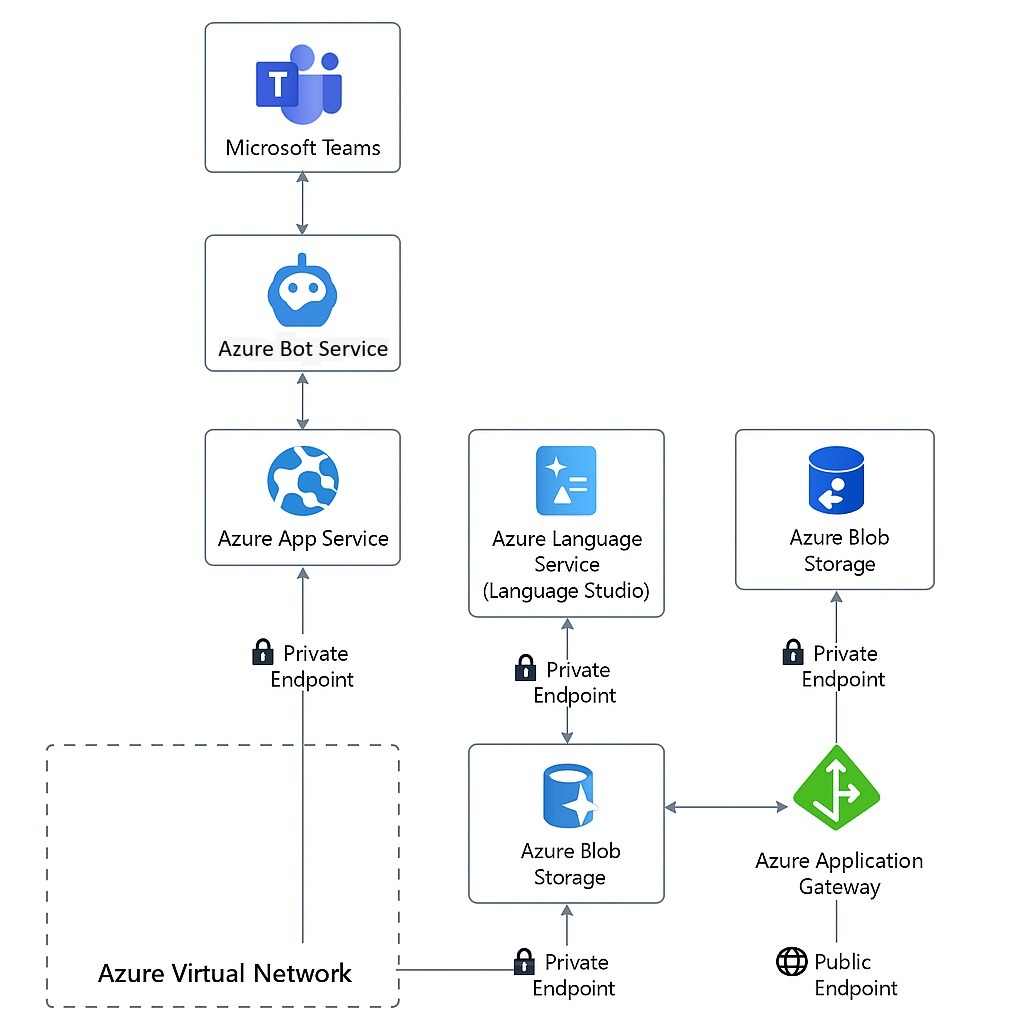 T
Microsoft Teams
Azure Bot Service
Azure App Service
Azure Language
Service
(Language Studio)
Azure Blob
Storage
Private
Endpoint
Private
Endpoint
Private
Endpoint
Azure Blob
Storage
Azure Application
Gateway
Azure Virtual Network
Private
Endpoint
Public
Endpoint